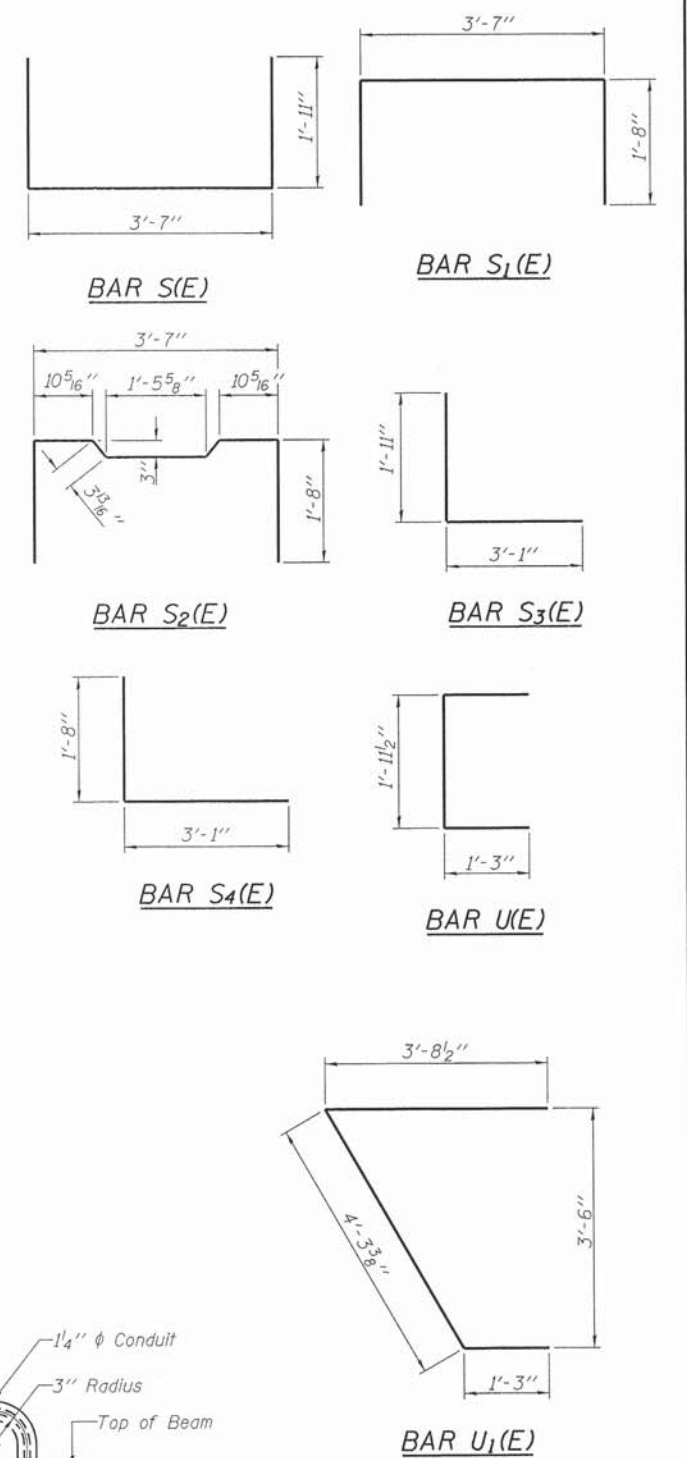 3'-7"
1'-11"
3'-7"
BAR S(E)
1'-8"
BAR S1(E)
3'-7"
10 5/16" 1'-5 5/8" 10 5/16"
3"
3 13/16"
1'-8"
BAR S2(E)
1'-11"
3'-1"
BAR S3(E)
1'-8"
3'-1"
BAR S4(E)
1'-11 1/2"
1'-3"
BAR U(E)
3'-8 1/2"
4'-3 3/8"
3'-6"
1'-3"
BAR U1(E)
1 1/4" ϕ Conduit
3" Radius
Top of Beam